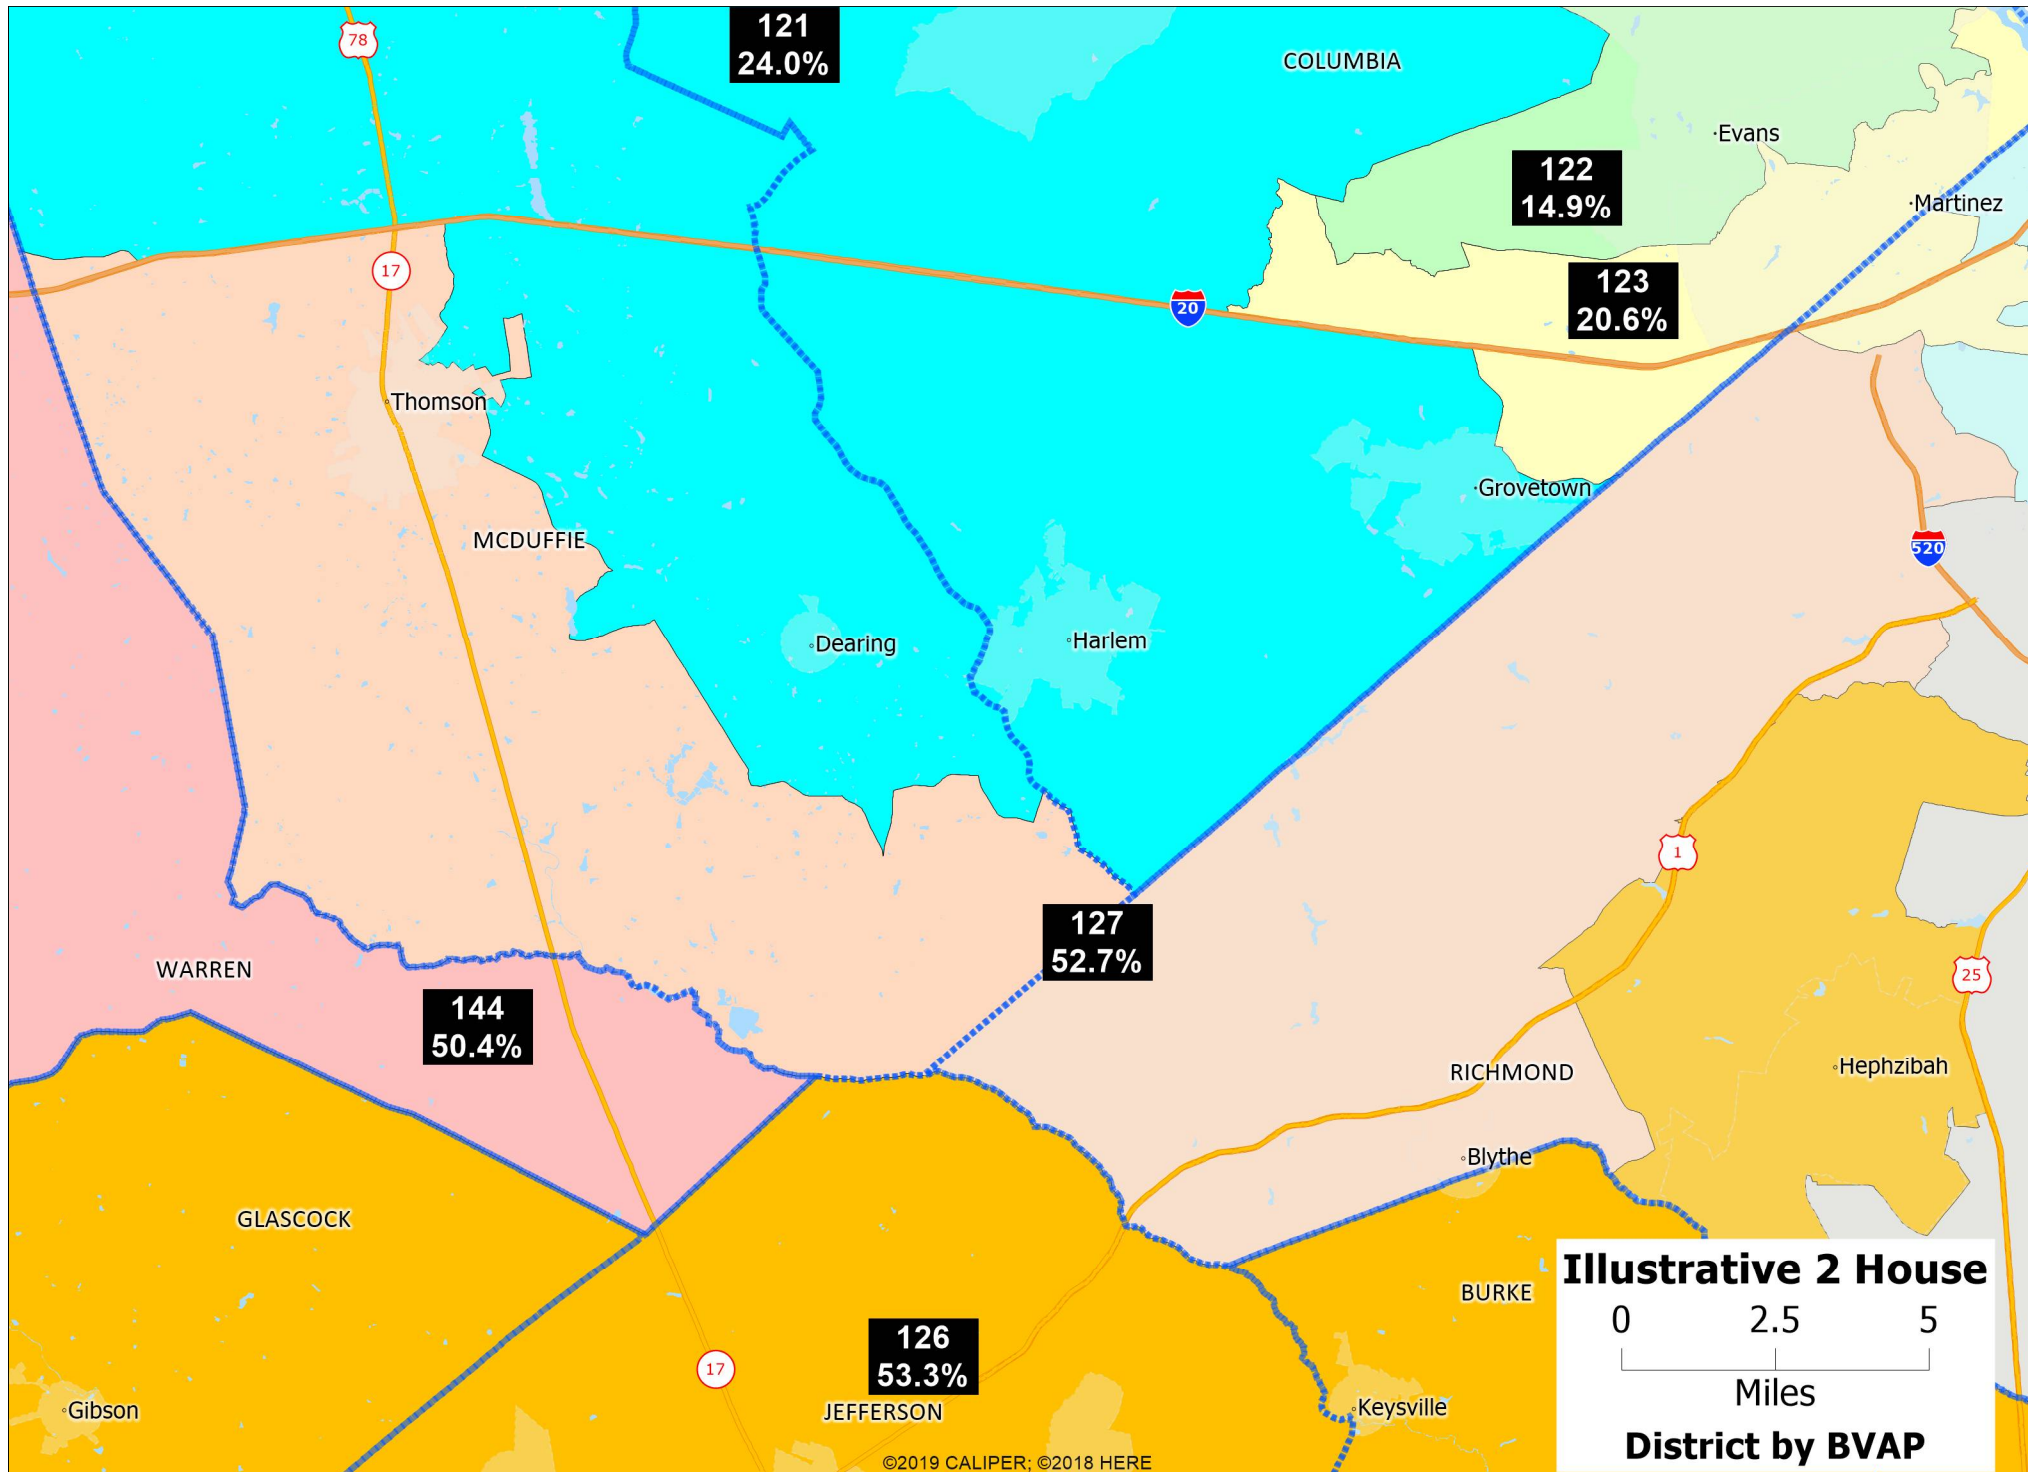 121
24.0%
78
COLUMBIA
Evans
122
14.9%
Martinez
17
123
20.6%
20
Thomson
Grovetown
MCDUFFIE
520
Dearing
Harlem
1
127
52.7%
WARREN
25
144
50.4%
RICHMOND
Hephzibah
Blythe
GLASCOCK
BURKE
Illustrative 2 House
0 2.5 5
Miles
District by BVAP
126
53.3%
17
Gibson
JEFFERSON
Keysville
©2019 CALIPER; ©2018 HERE